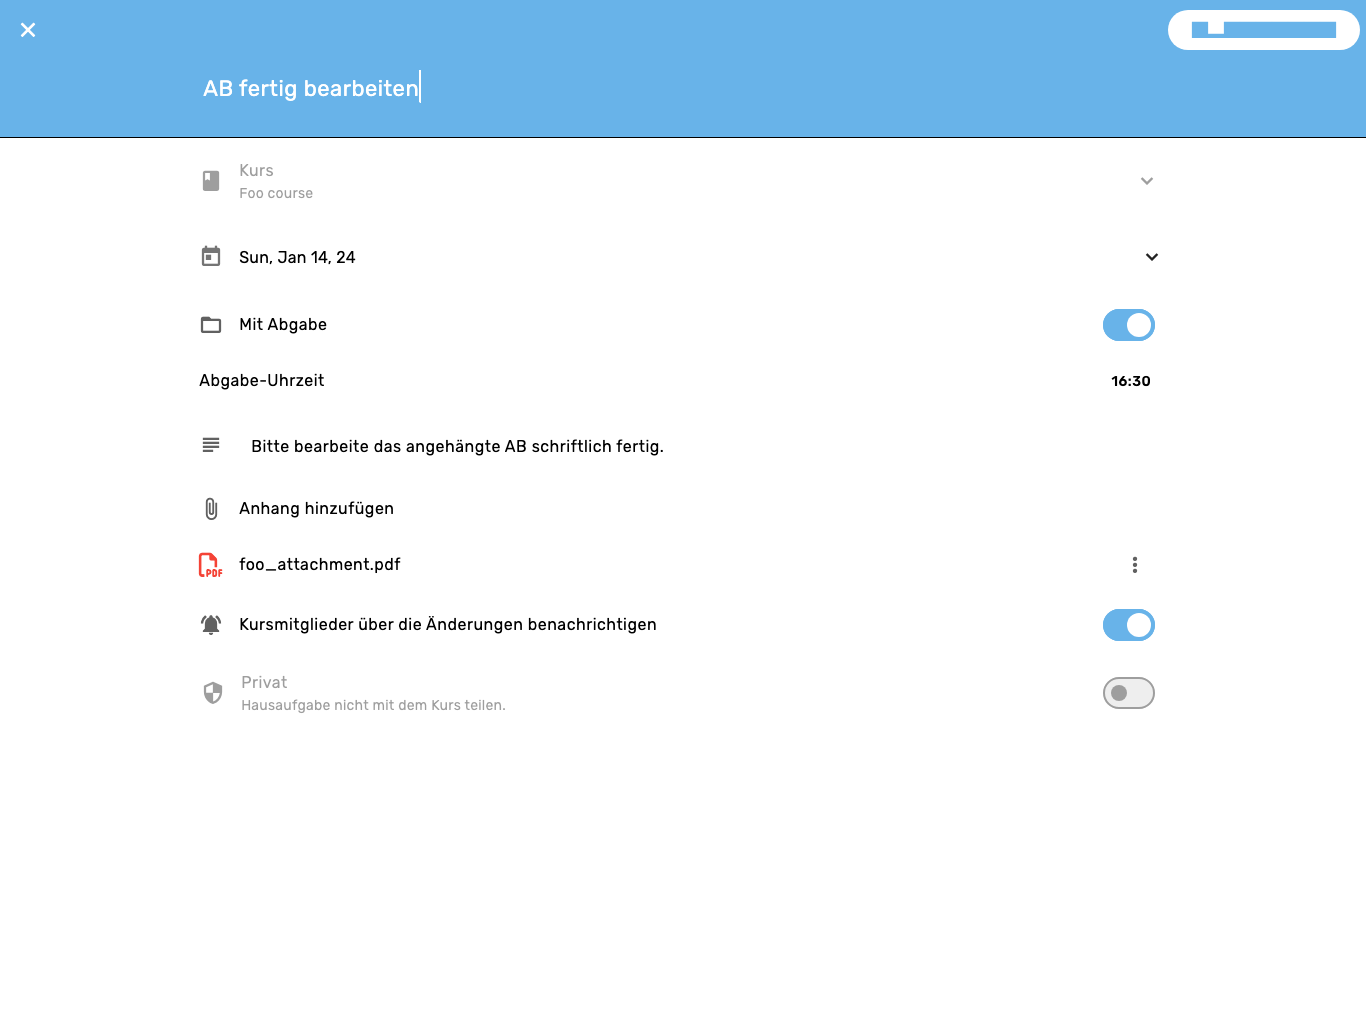 AB fertig bearbeiten
Kurs
Foo course
Sun, Jan 14, 24
Mit Abgabe
Abgabe-Uhrzeit
16:30
Bitte bearbeite das angehängte AB schriftlich fertig.
Anhang hinzufügen
PDF
foo_attachment.pdf
Kursmitglieder über die Änderungen benachrichtigen
Privat
Hausaufgabe nicht mit dem Kurs teilen.